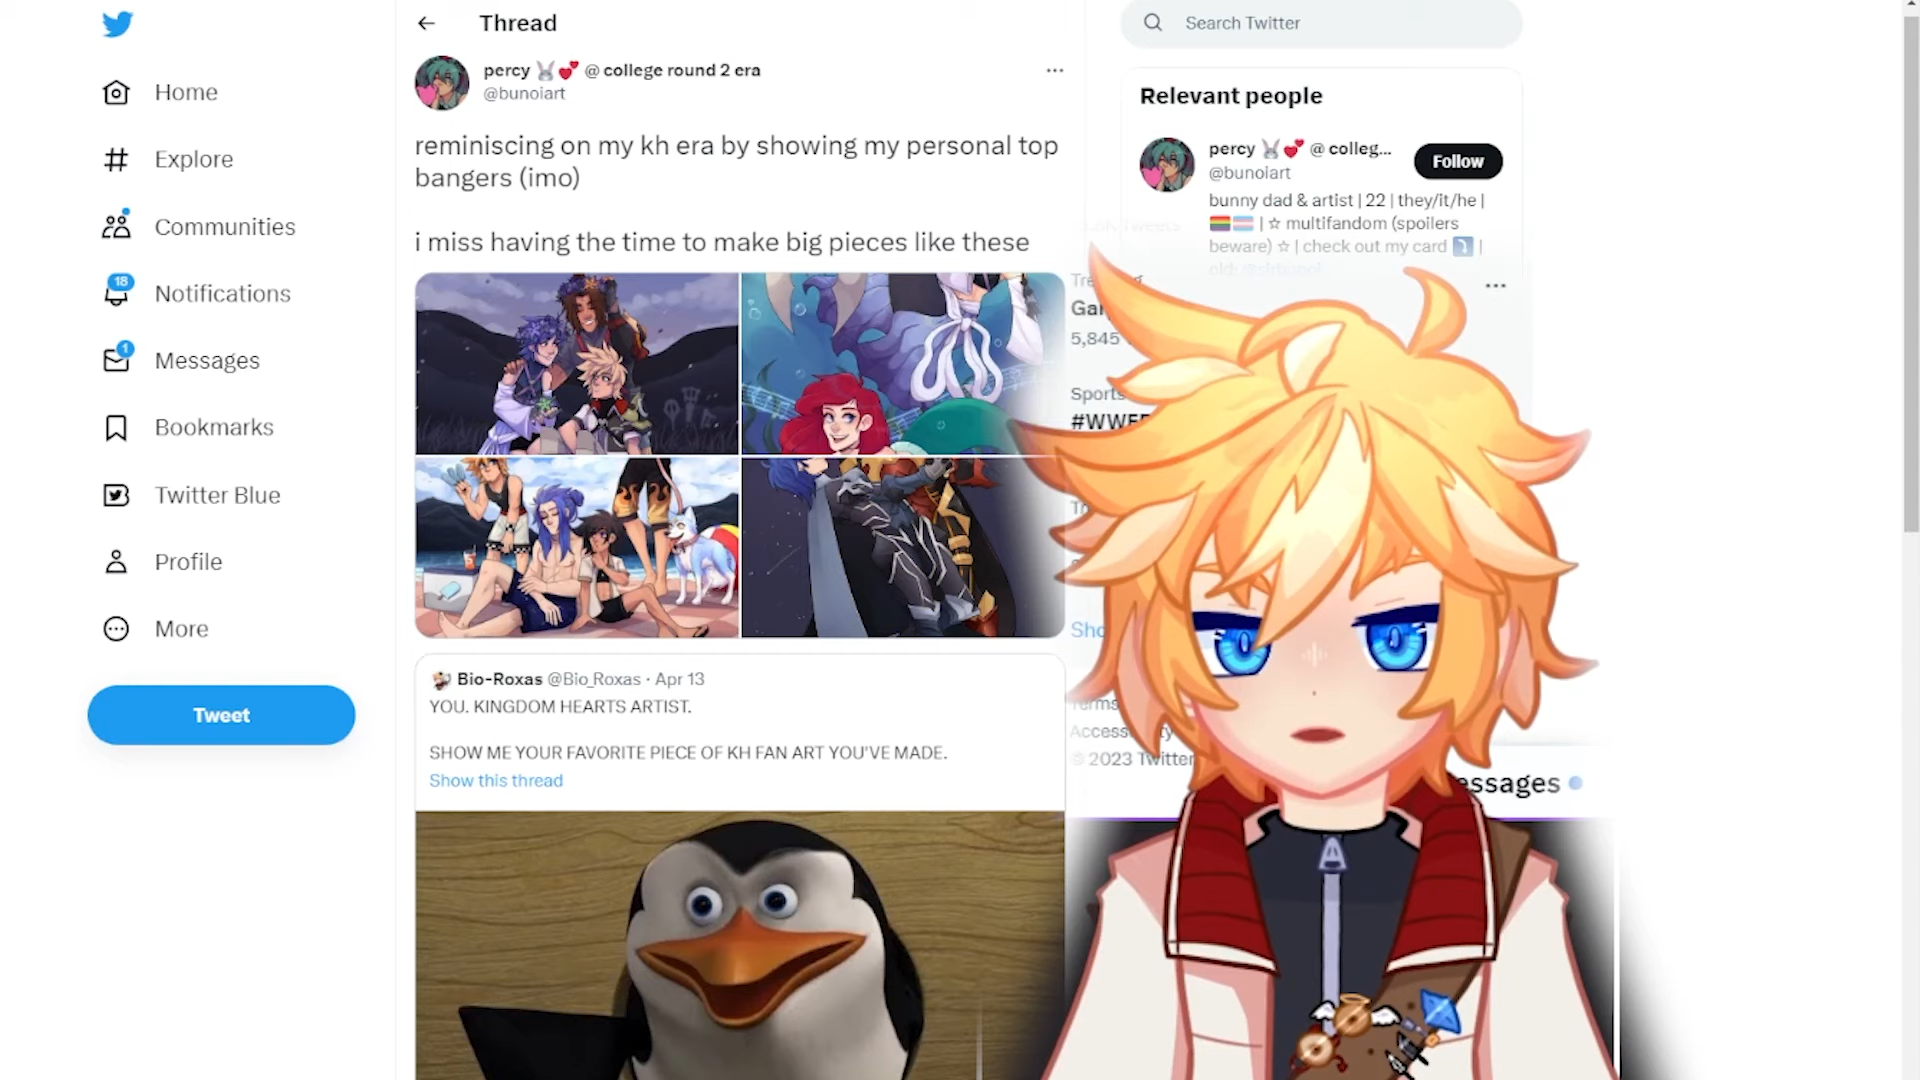 Home
Explore
Communities
18
Notifications
1
Messages
Bookmarks
Twitter Blue
Profile
More
Tweet
Thread
percy 🐰💕 @ college round 2 era
@bunoiart
reminiscing on my kh era by showing my personal top
bangers (imo)
i miss having the time to make big pieces like these
Bio-Roxas @Bio_Roxas · Apr 13
YOU. KINGDOM HEARTS ARTIST.
SHOW ME YOUR FAVORITE PIECE OF KH FAN ART YOU'VE MADE.
Show this thread
Search Twitter
Relevant people
percy 🐰💕 @ colleg...
@bunoiart
Follow
bunny dad & artist | 22 | they/it/he |
🏳️‍🌈🏳️‍⚧️ | ☆ multifandom (spoilers
beware) ☆ | check out my card ⤵️ |
5,845
Sports
© 2023 Twitter